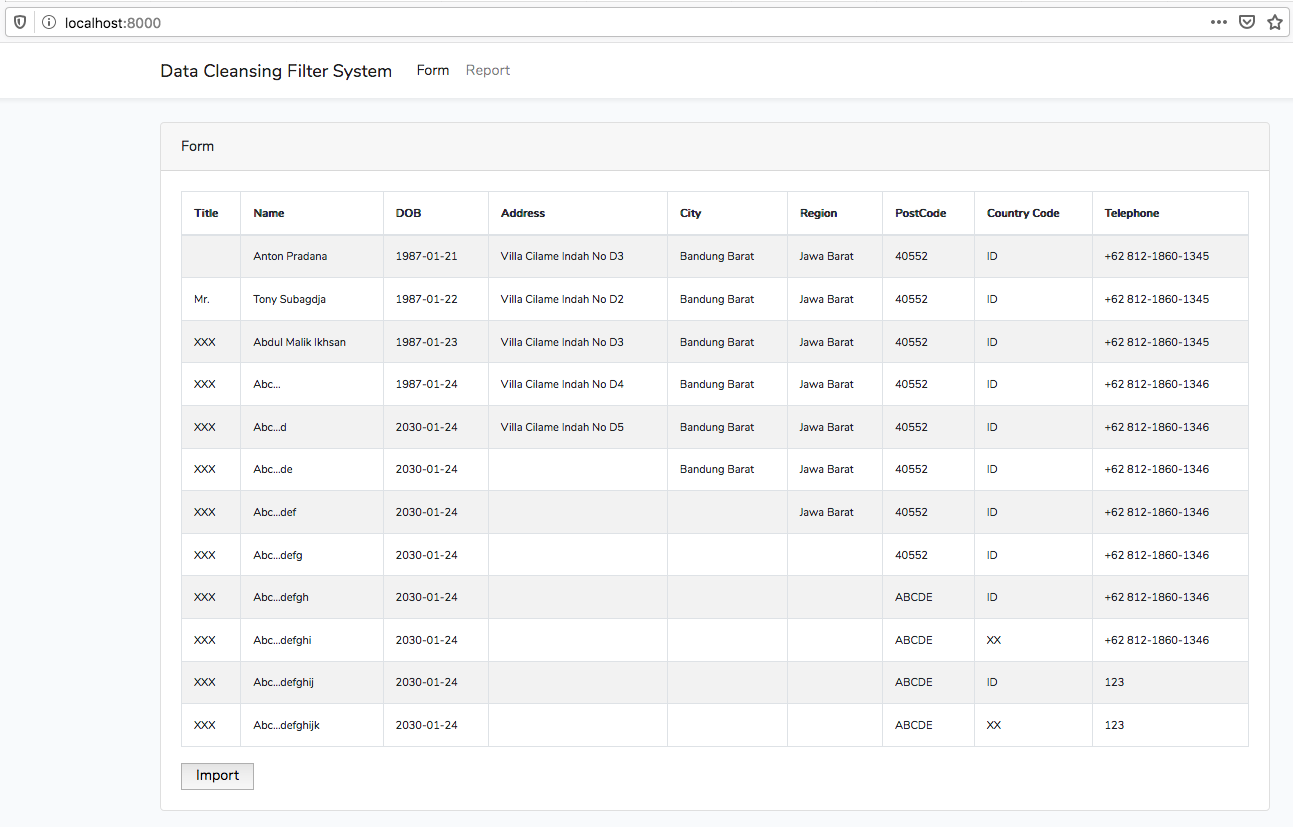 localhost:8000
Data Cleansing Filter System Form Report
Form
Title Name DOB Address City Region PostCode Country Code Telephone
Anton Pradana 1987-01-21 Villa Cilame Indah No D3 Bandung Barat Jawa Barat 40552 ID +62 812-1860-1345
Mr. Tony Subagdja 1987-01-22 Villa Cilame Indah No D2 Bandung Barat Jawa Barat 40552 ID +62 812-1860-1345
XXX Abdul Malik Ikhsan 1987-01-23 Villa Cilame Indah No D3 Bandung Barat Jawa Barat 40552 ID +62 812-1860-1345
XXX Abc... 1987-01-24 Villa Cilame Indah No D4 Bandung Barat Jawa Barat 40552 ID +62 812-1860-1346
XXX Abc...d 2030-01-24 Villa Cilame Indah No D5 Bandung Barat Jawa Barat 40552 ID +62 812-1860-1346
XXX Abc...de 2030-01-24 Bandung Barat Jawa Barat 40552 ID +62 812-1860-1346
XXX Abc...def 2030-01-24 Jawa Barat 40552 ID +62 812-1860-1346
XXX Abc...defg 2030-01-24 40552 ID +62 812-1860-1346
XXX Abc...defgh 2030-01-24 ABCDE ID +62 812-1860-1346
XXX Abc...defghi 2030-01-24 ABCDE XX +62 812-1860-1346
XXX Abc...defghij 2030-01-24 ABCDE ID 123
XXX Abc...defghijk 2030-01-24 ABCDE XX 123
Import